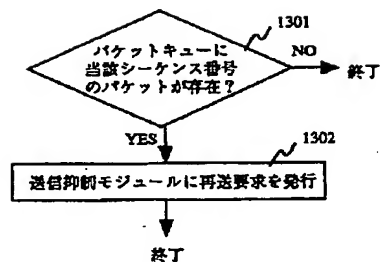 1301
パケットキューに
当該シーケンス番号
のパケットが存在？
NO
終了
YES
1302
送信抑制モジュールに再送要求を発行
終了